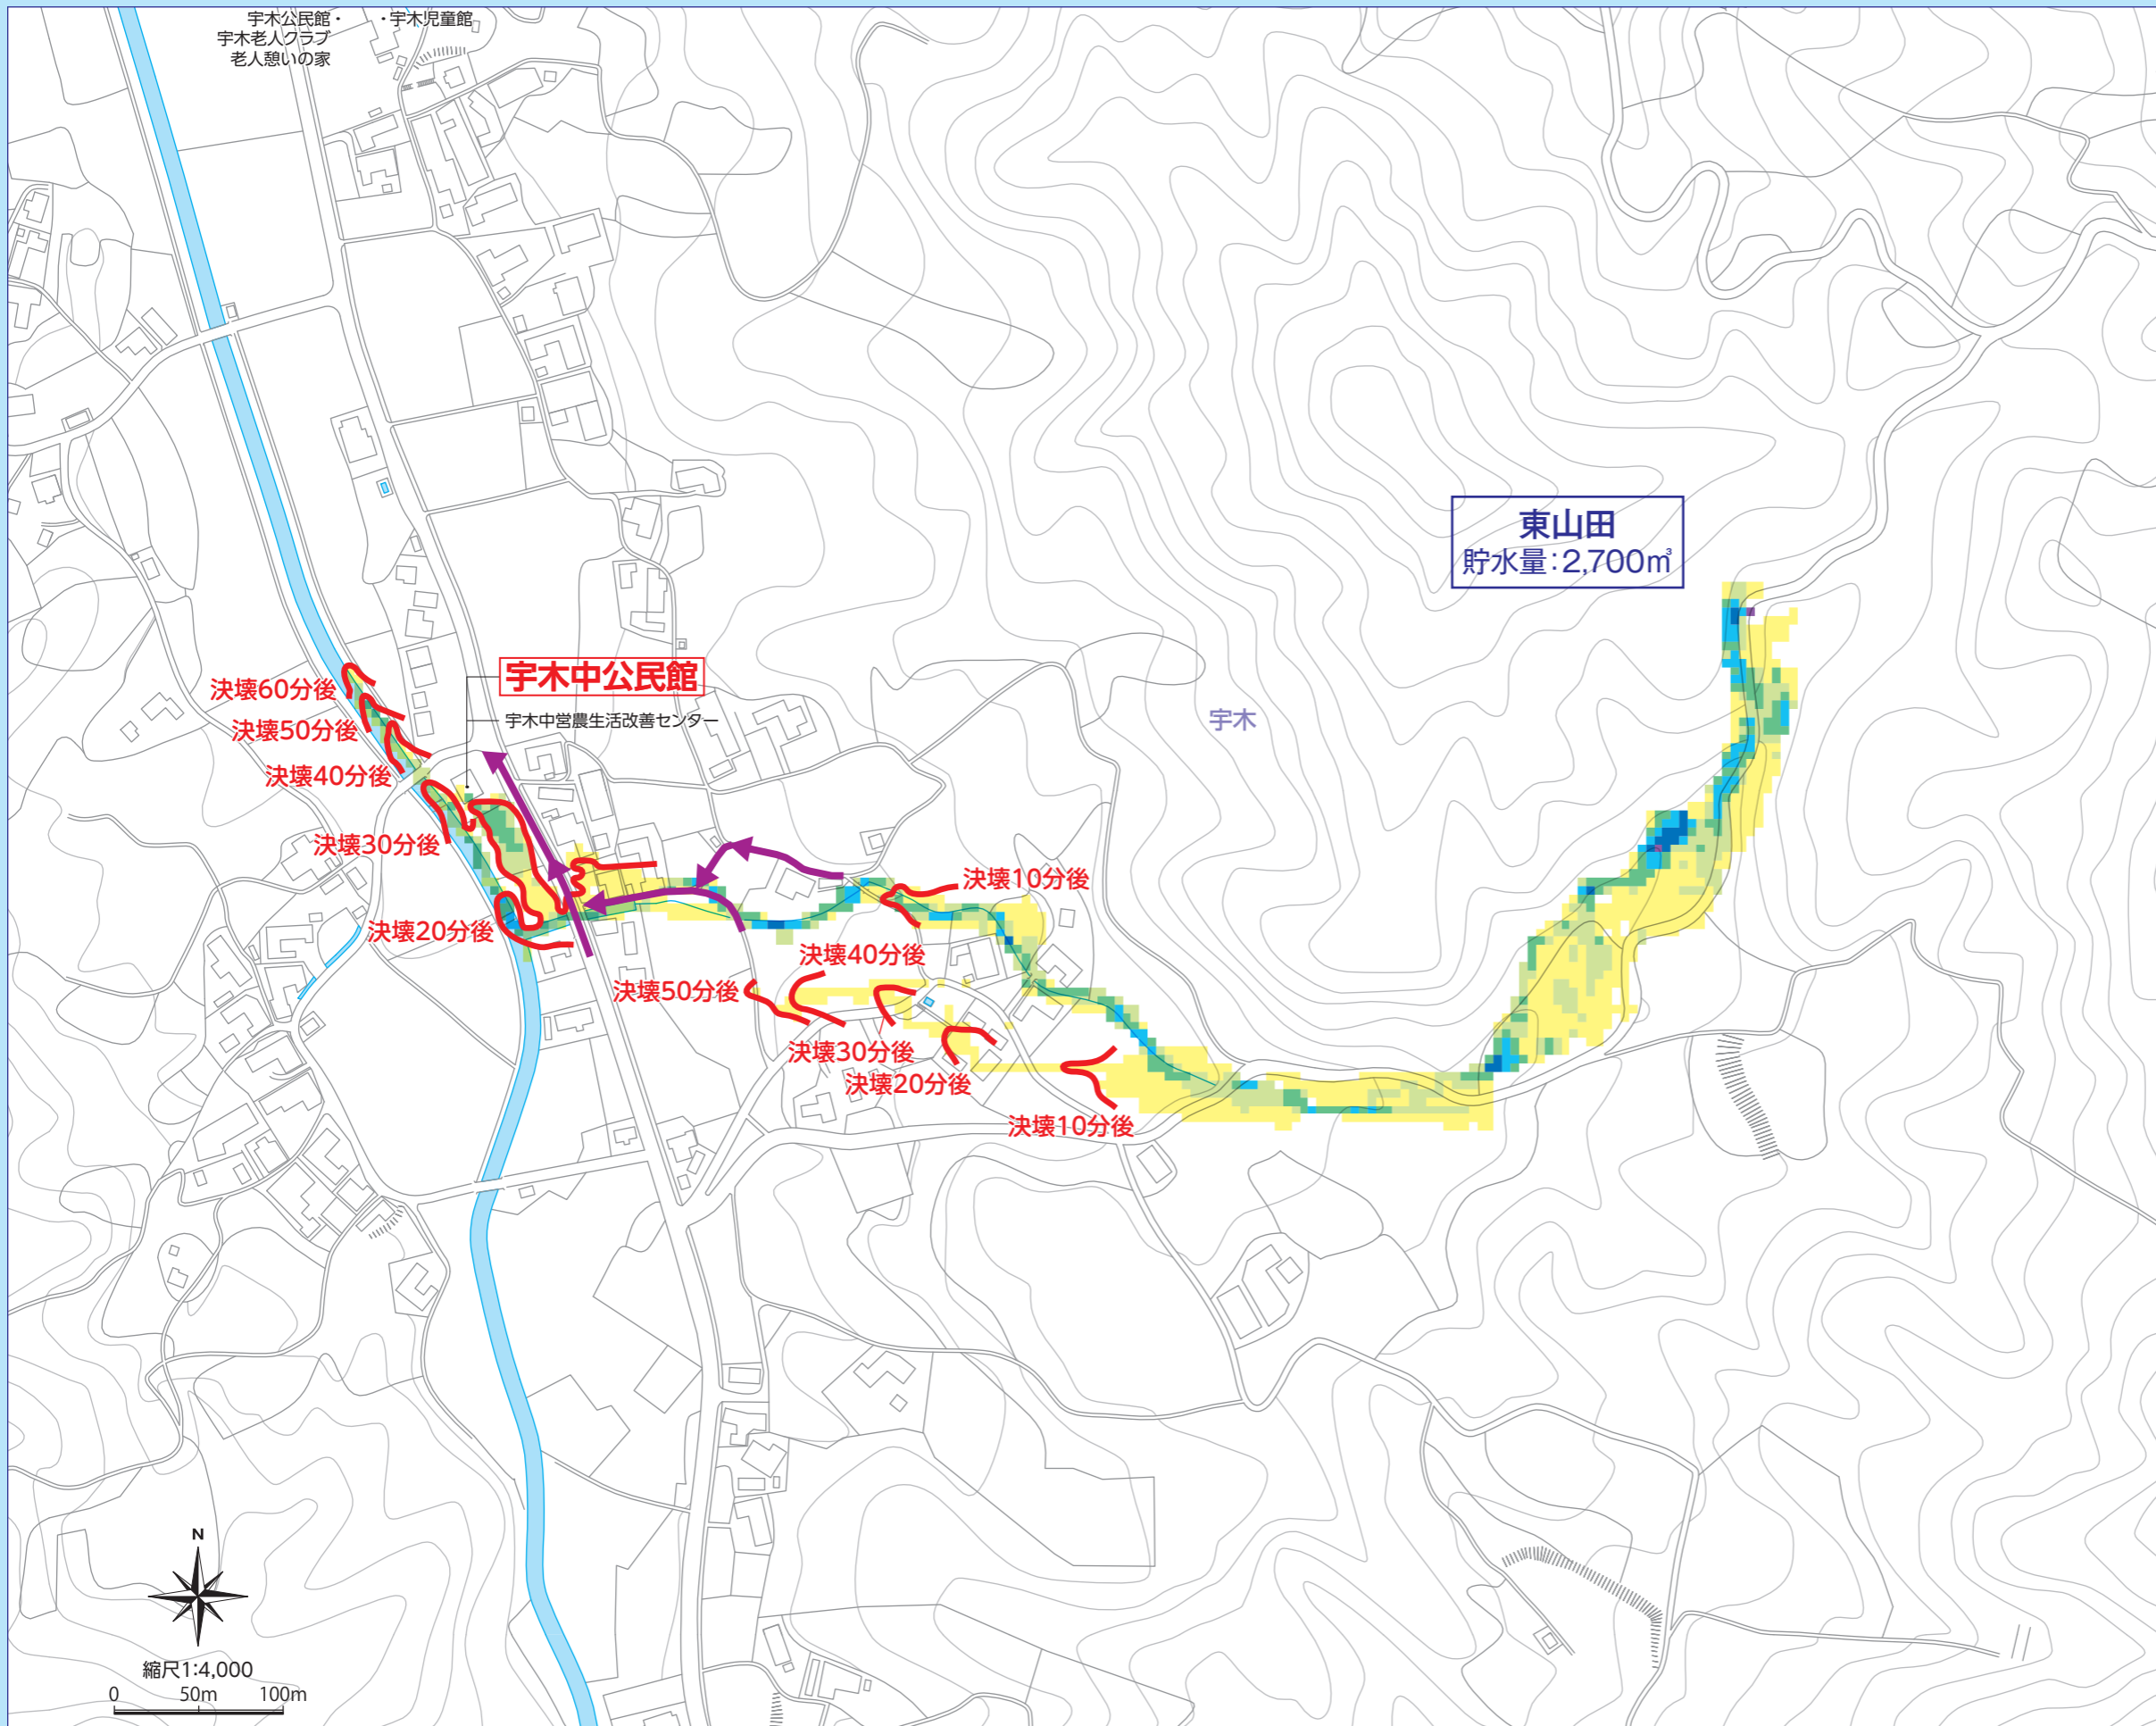 宇木公民館・
・宇木児童館
宇木老人クラブ
老人憩いの家
東山田
貯水量:2,700㎥
宇木中公民館
宇木中営農生活改善センター
宇木
決壊60分後
決壊50分後
決壊40分後
決壊30分後
決壊20分後
決壊10分後
決壊40分後
決壊50分後
決壊30分後
決壊20分後
決壊10分後
N
縮尺1:4,000
0 50m 100m